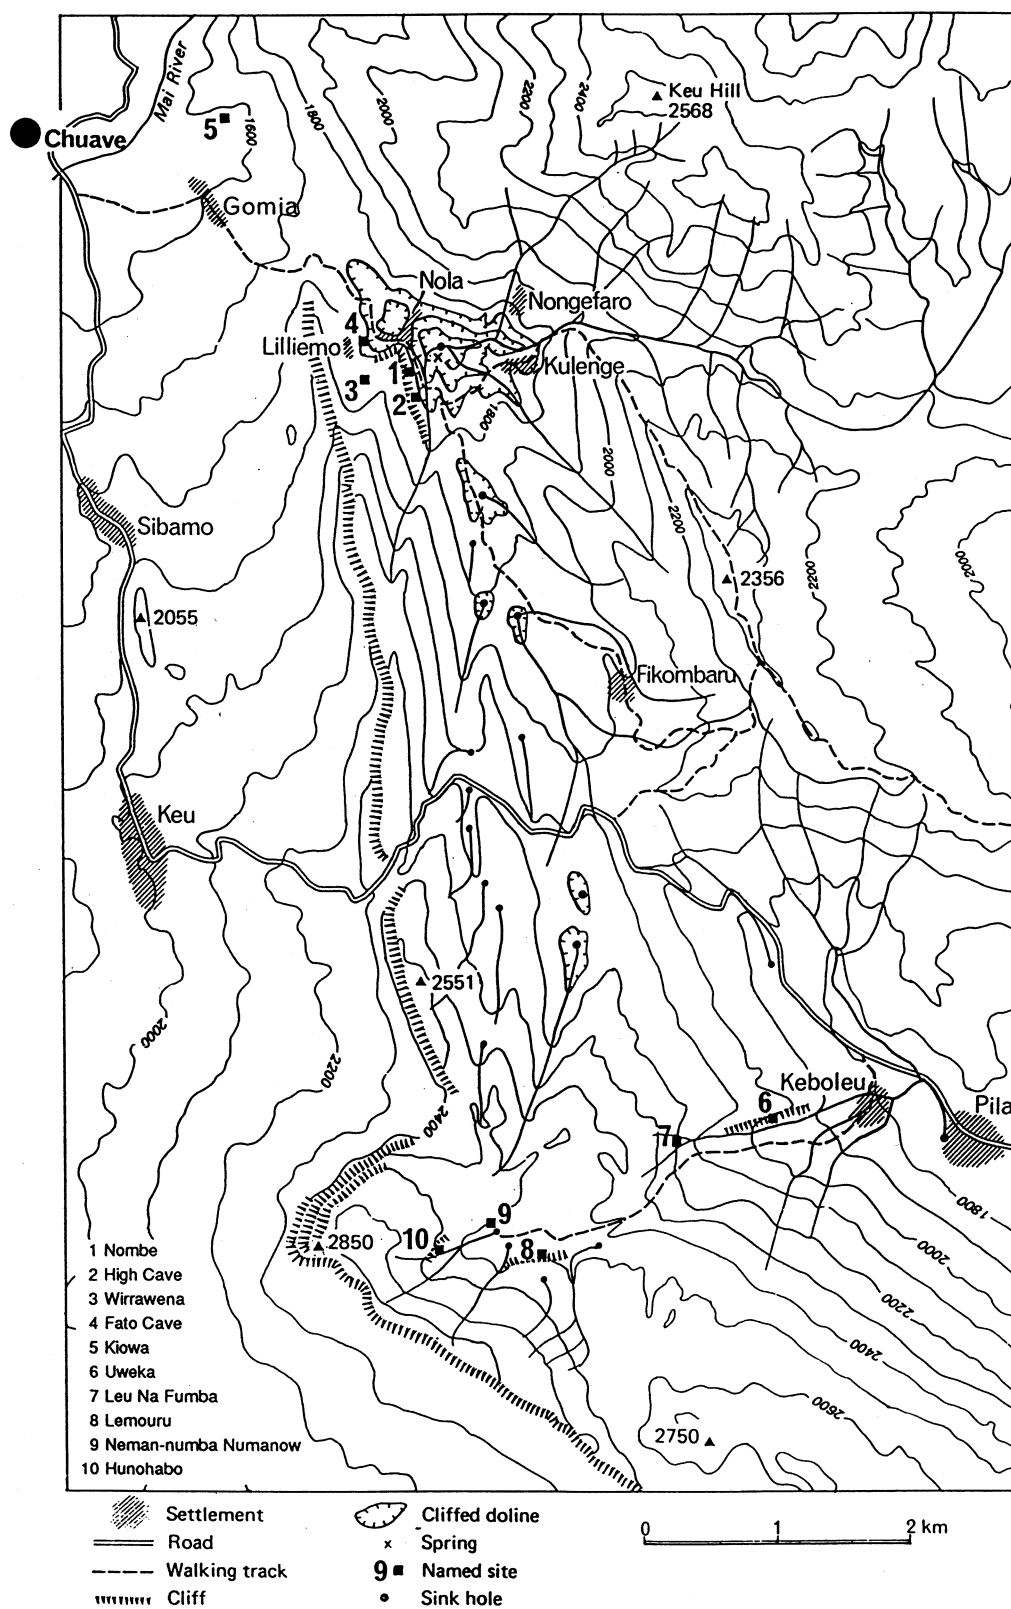 Mai River
Chuave
5
1600
1800
2000
2200
2400
Keu Hill
2568
Gomia
Nola
Nongefaro
4
Lilliemo
Kulenge
1
3
2
1800
2000
2200
2356
2200
2000
Sibamo
2055
Fikombaru
Keu
2551
2000
2200
2400
Keboleu
6
Pila
7
1800
2000
2200
2400
2600
9
10
8
2850
2750
1 Nombe
2 High Cave
3 Wirrawena
4 Fato Cave
5 Kiowa
6 Uweka
7 Leu Na Fumba
8 Lemouru
9 Neman-numba Numanow
10 Hunohabo
Settlement
Road
Walking track
Cliff
Cliffed doline
x Spring
9 Named site
Sink hole
0 1 2 km